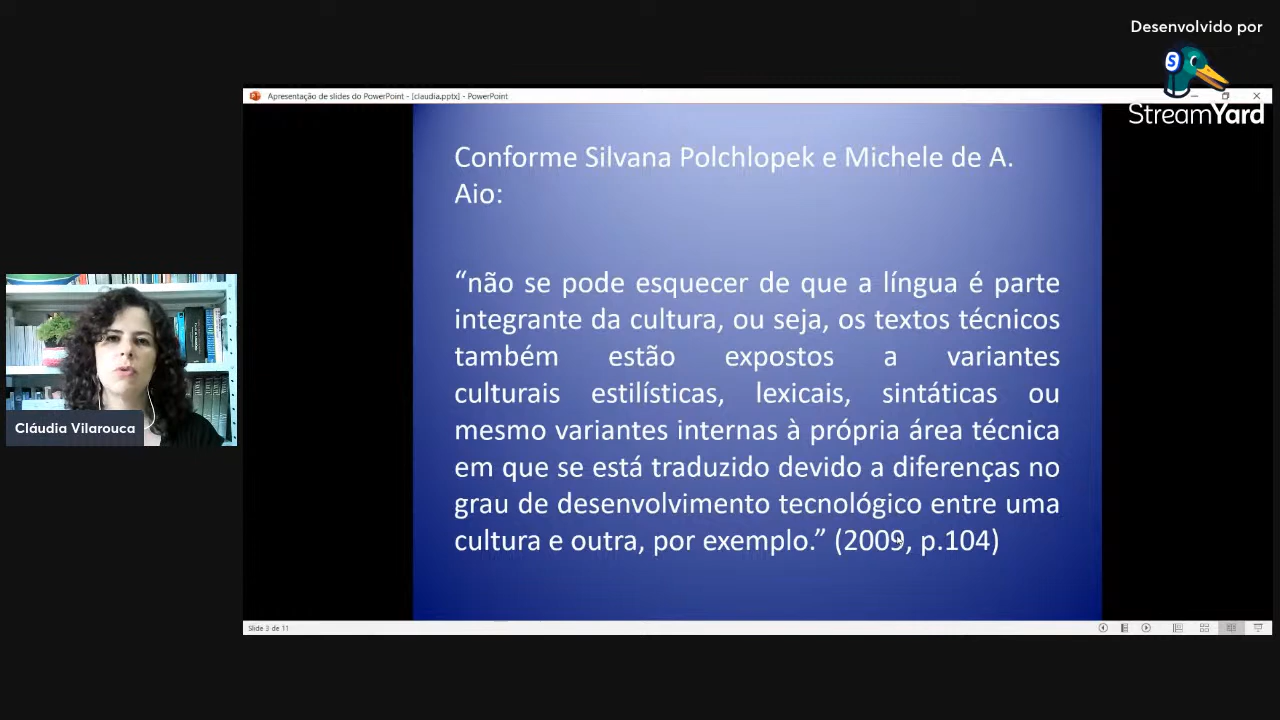 Desenvolvido por
StreamYard
Apresentação de slides do PowerPoint - [claudia.pptx] - PowerPoint
Conforme Silvana Polchlopek e Michele de A.
Aio:
“não se pode esquecer de que a língua é parte
integrante da cultura, ou seja, os textos técnicos
também estão expostos a variantes
culturais estilísticas, lexicais, sintáticas ou
mesmo variantes internas à própria área técnica
em que se está traduzido devido a diferenças no
grau de desenvolvimento tecnológico entre uma
cultura e outra, por exemplo.” (2009, p.104)
Cláudia Vilarouca
Slide 3 de 11